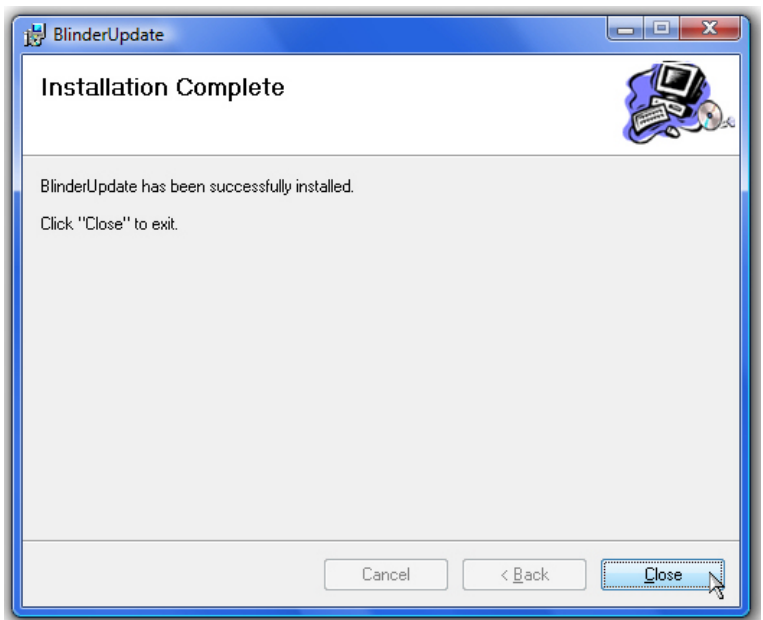 BlinderUpdate
Installation Complete
BlinderUpdate has been successfully installed.
Click "Close" to exit.
Cancel
< Back
Close